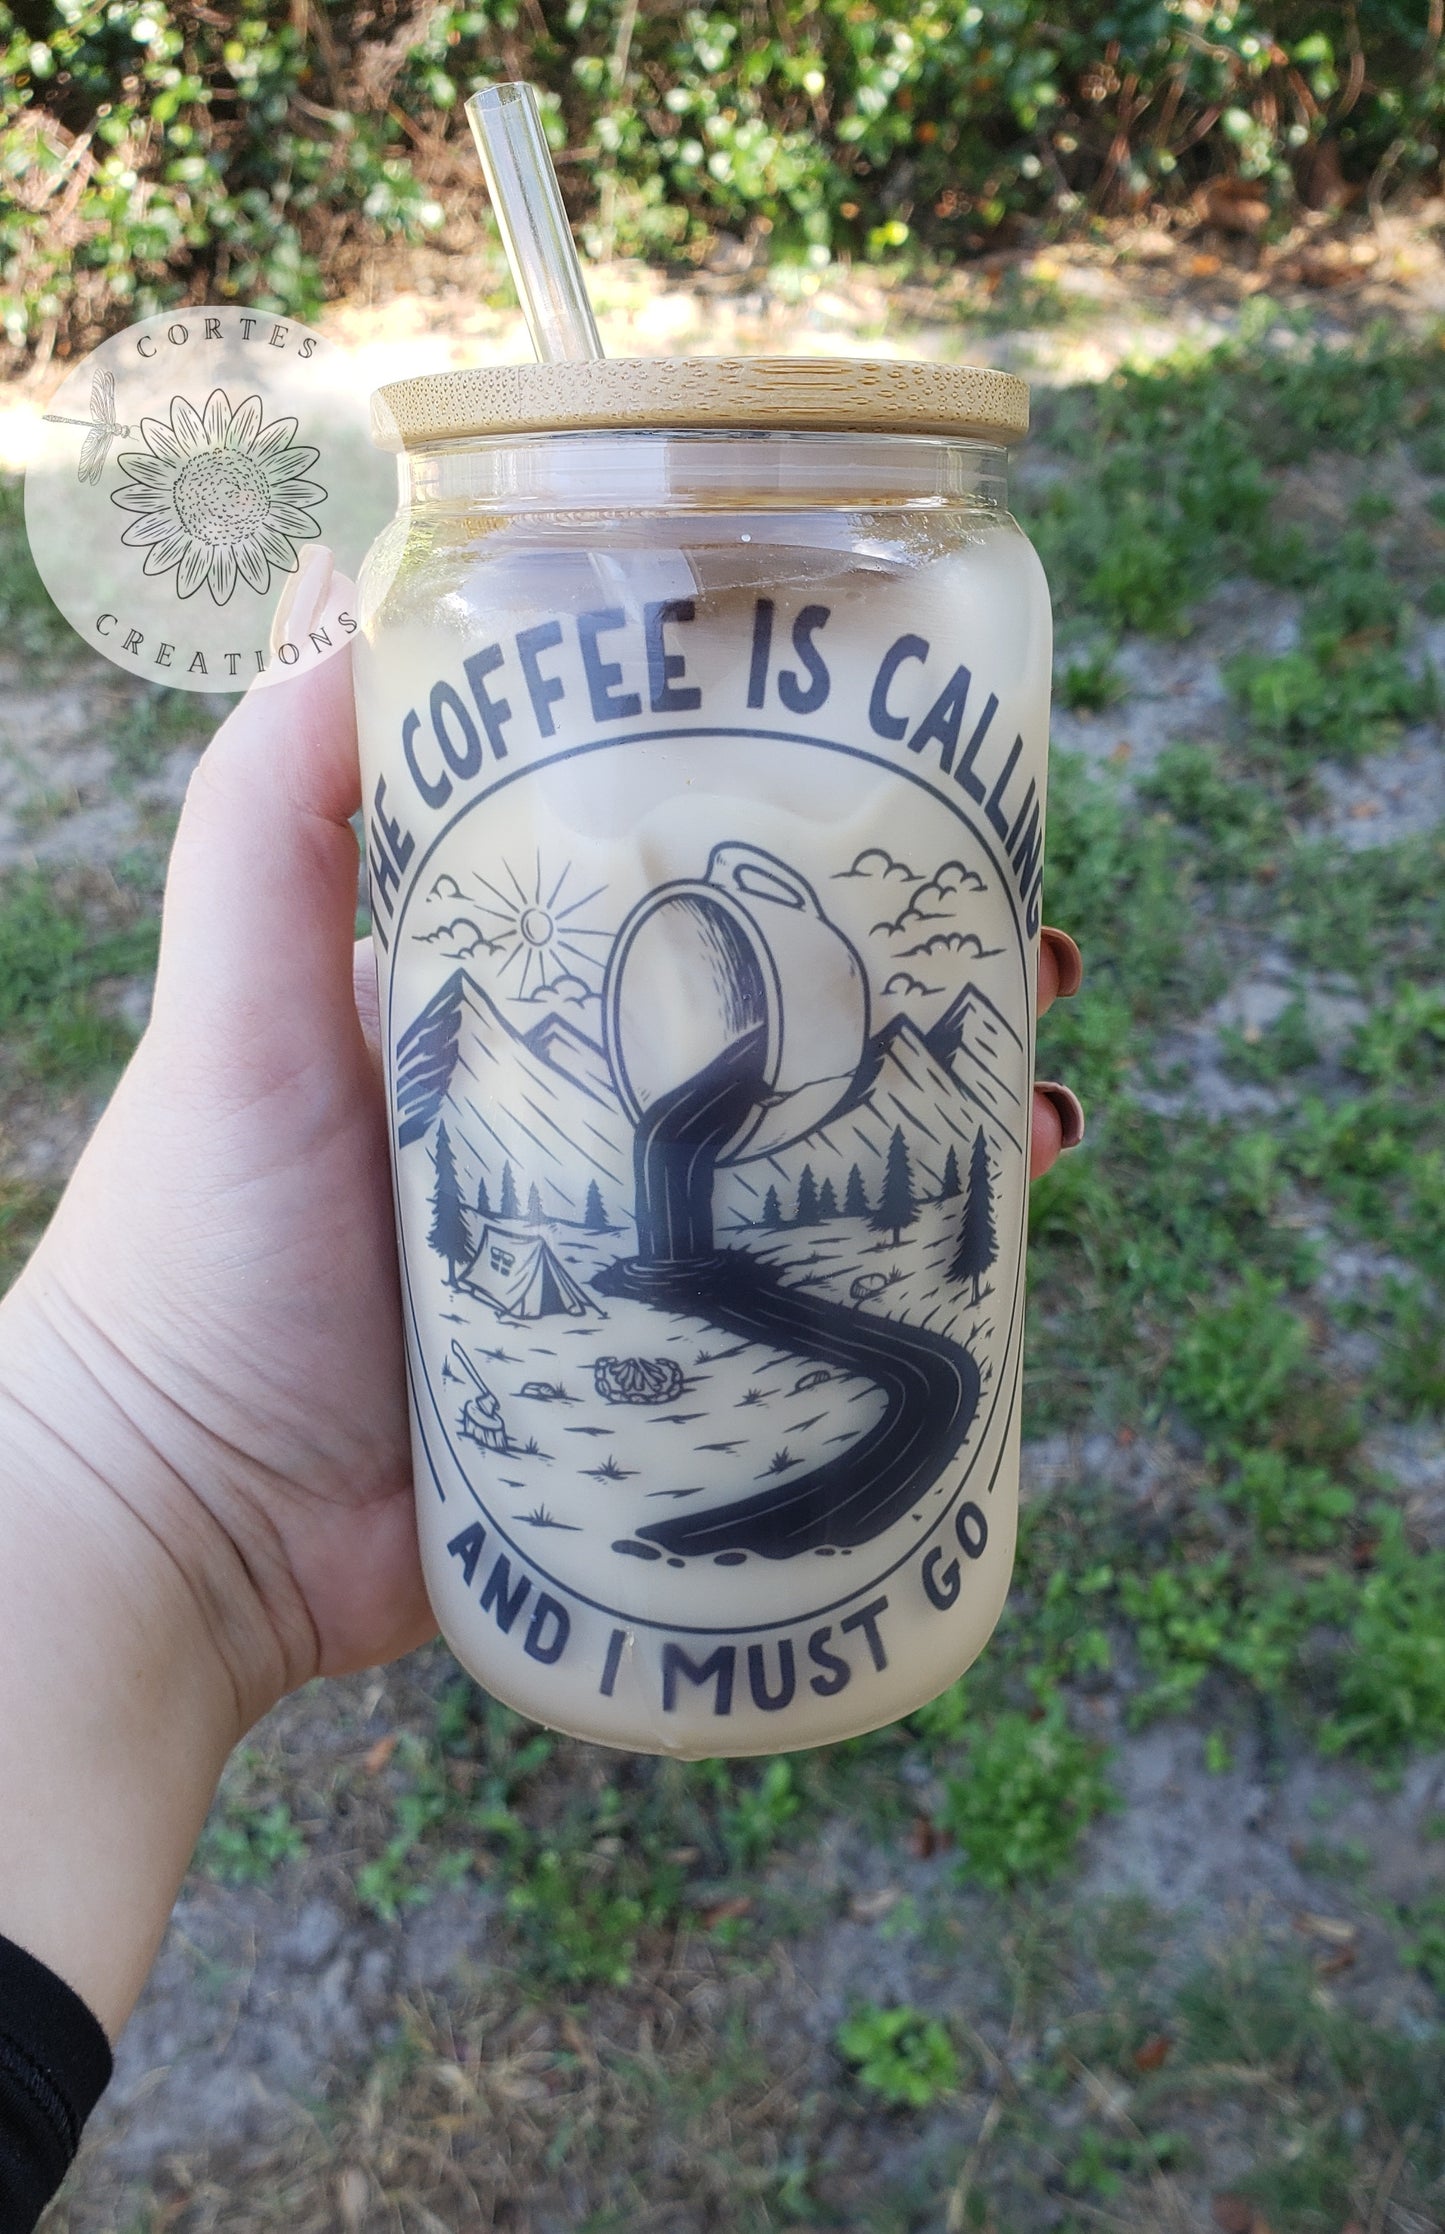 CORTES
CREATIONS
THE COFFEE IS CALLING
AND I MUST GO